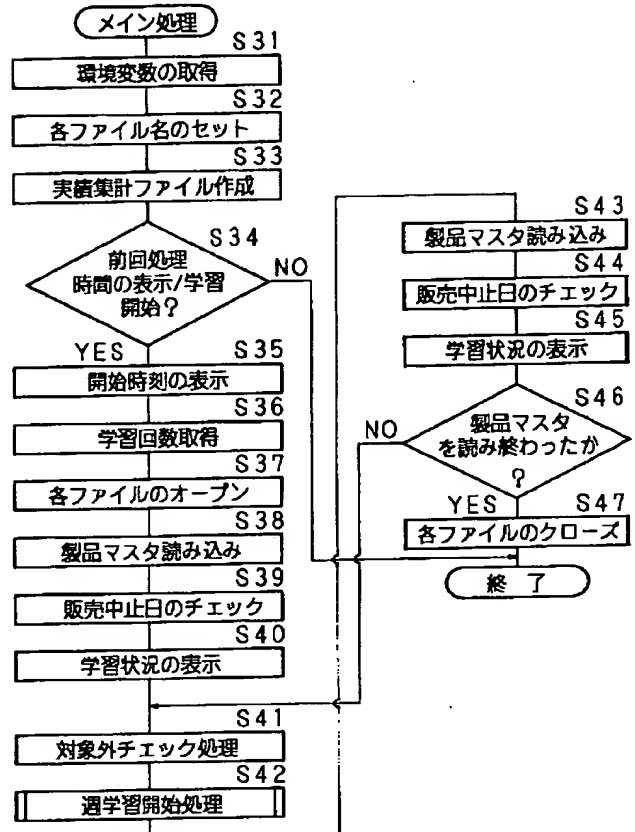 メイン処理
S31
環境変数の取得
S32
各ファイル名のセット
S33
実績集計ファイル作成
S34
前回処理
時間の表示/学習
開始?
NO
YES
S35
開始時刻の表示
S36
学習回数取得
S37
各ファイルのオープン
S38
製品マスタ読み込み
S39
販売中止日のチェック
S40
学習状況の表示
S41
対象外チェック処理
S42
週学習開始処理
S43
製品マスタ読み込み
S44
販売中止日のチェック
S45
学習状況の表示
S46
製品マスタ
を読み終わったか
?
NO
YES
S47
各ファイルのクローズ
終了